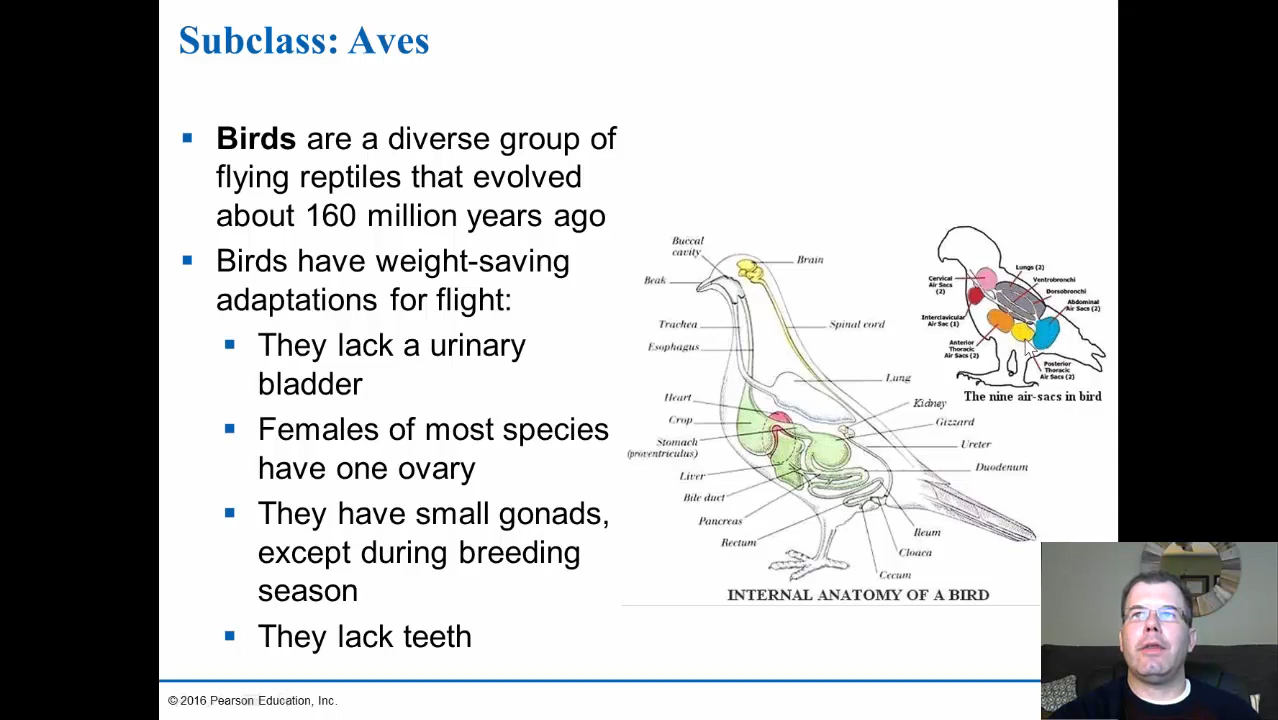 Subclass: Aves
Birds are a diverse group of
flying reptiles that evolved
about 160 million years ago
Birds have weight-saving
adaptations for flight:
They lack a urinary
bladder
Females of most species
have one ovary
They have small gonads,
except during breeding
season
They lack teeth
Buccal
cavity
Brain
Beak
Trachea
Spinal cord
Esophagus
Lung
Heart
Kidney
Crop
Gizzard
Stomach
(proventriculus)
Ureter
Liver
Duodenum
Bile duct
Pancreas
Rectum
Ileum
Cloaca
Cecum
INTERNAL ANATOMY OF A BIRD
Lungs (2)
Cervical
Air Sacs
(2)
Ventrobronchi
Dorsobronchi
Abdominal
Air Sacs (2)
Interclavicular
Air Sac (1)
Anterior
Thoracic
Air Sacs (2)
Posterior
Thoracic
Air Sacs (2)
The nine air-sacs in bird
© 2016 Pearson Education, Inc.